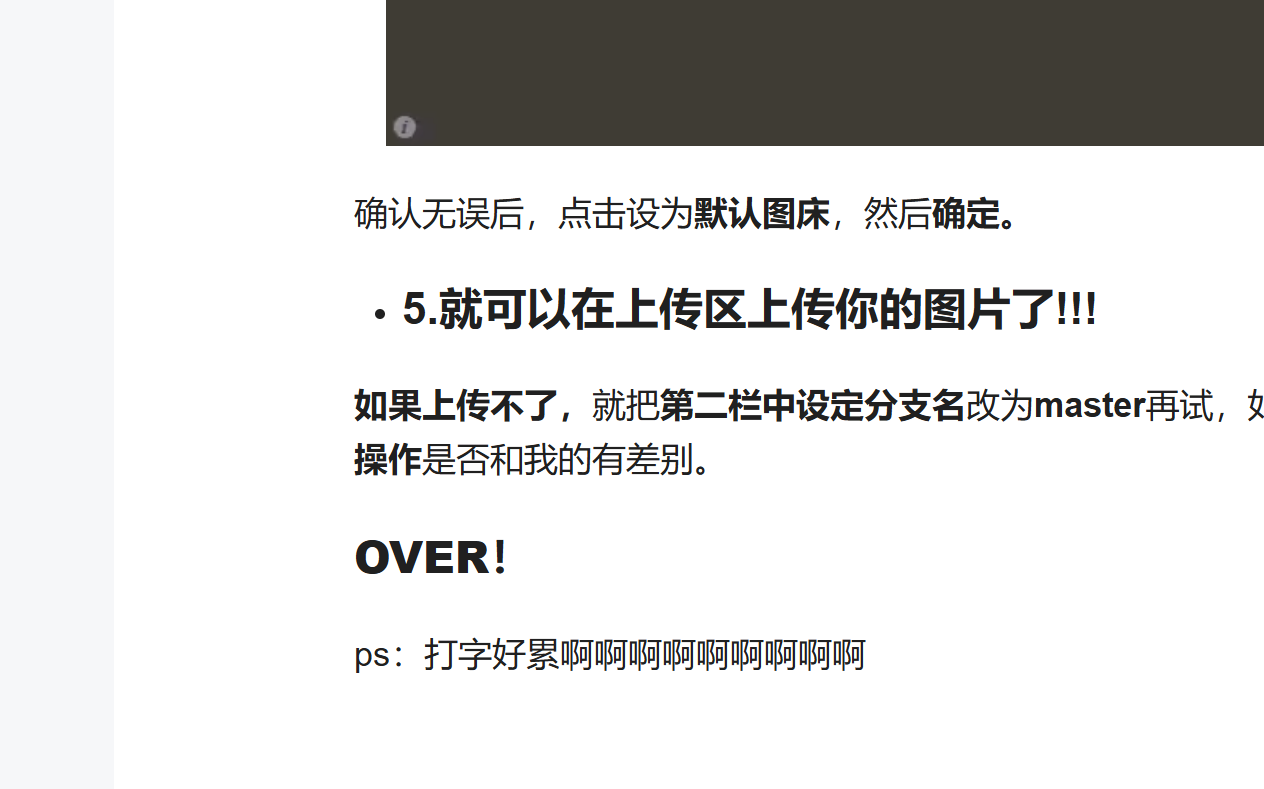 确认无误后，点击设为默认图床，然后确定。
5.就可以在上传区上传你的图片了!!!
如果上传不了，就把第二栏中设定分支名改为master再试，
操作是否和我的有差别。
OVER！
ps：打字好累啊啊啊啊啊啊啊啊啊